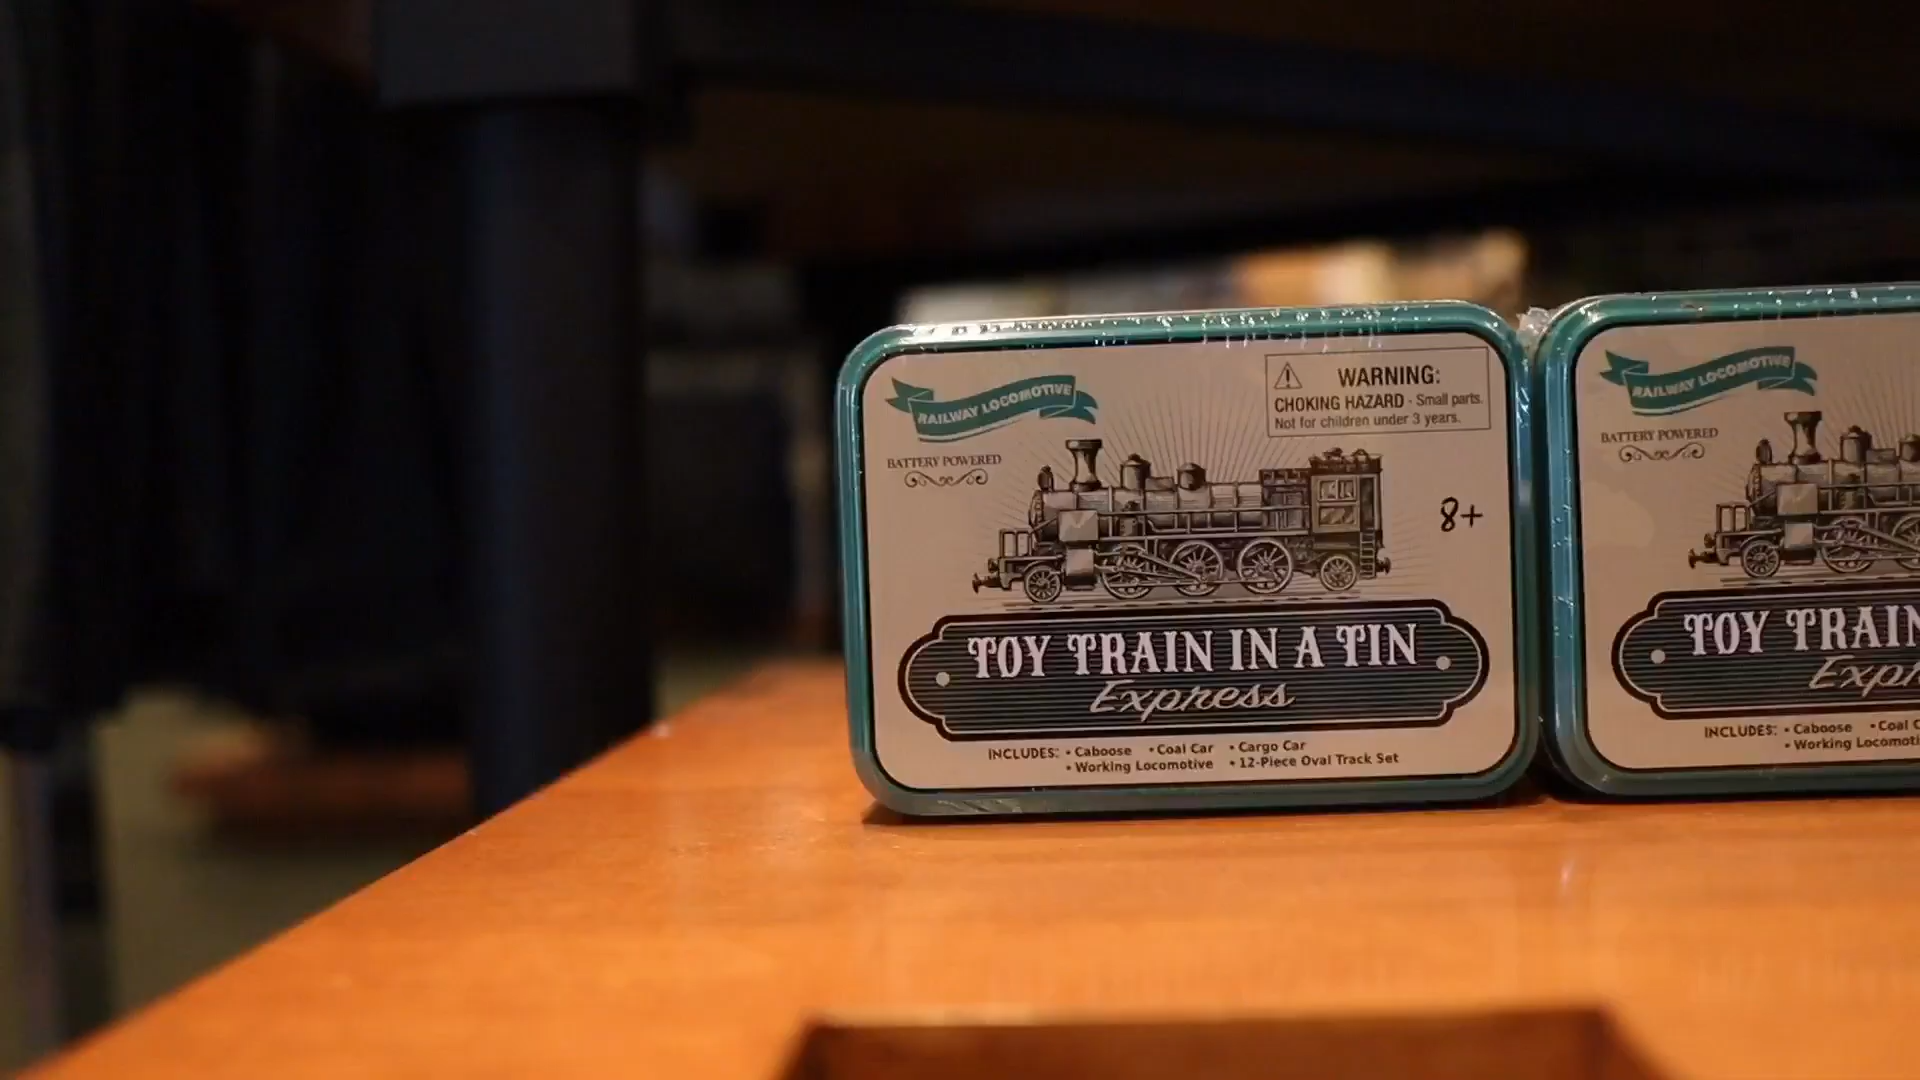 RAILWAY LOCOMOTIVE
BATTERY POWERED
WARNING:
CHOKING HAZARD - Small parts.
Not for children under 3 years.
8+
TOY TRAIN IN A TIN
Express
INCLUDES: • Caboose • Coal Car • Cargo Car
• Working Locomotive • 12-Piece Oval Track Set
RAILWAY LOCOMOTIVE
BATTERY POWERED
TOY TRAIN
Expr
INCLUDES: • Caboose • Coal C
• Working Locomoti